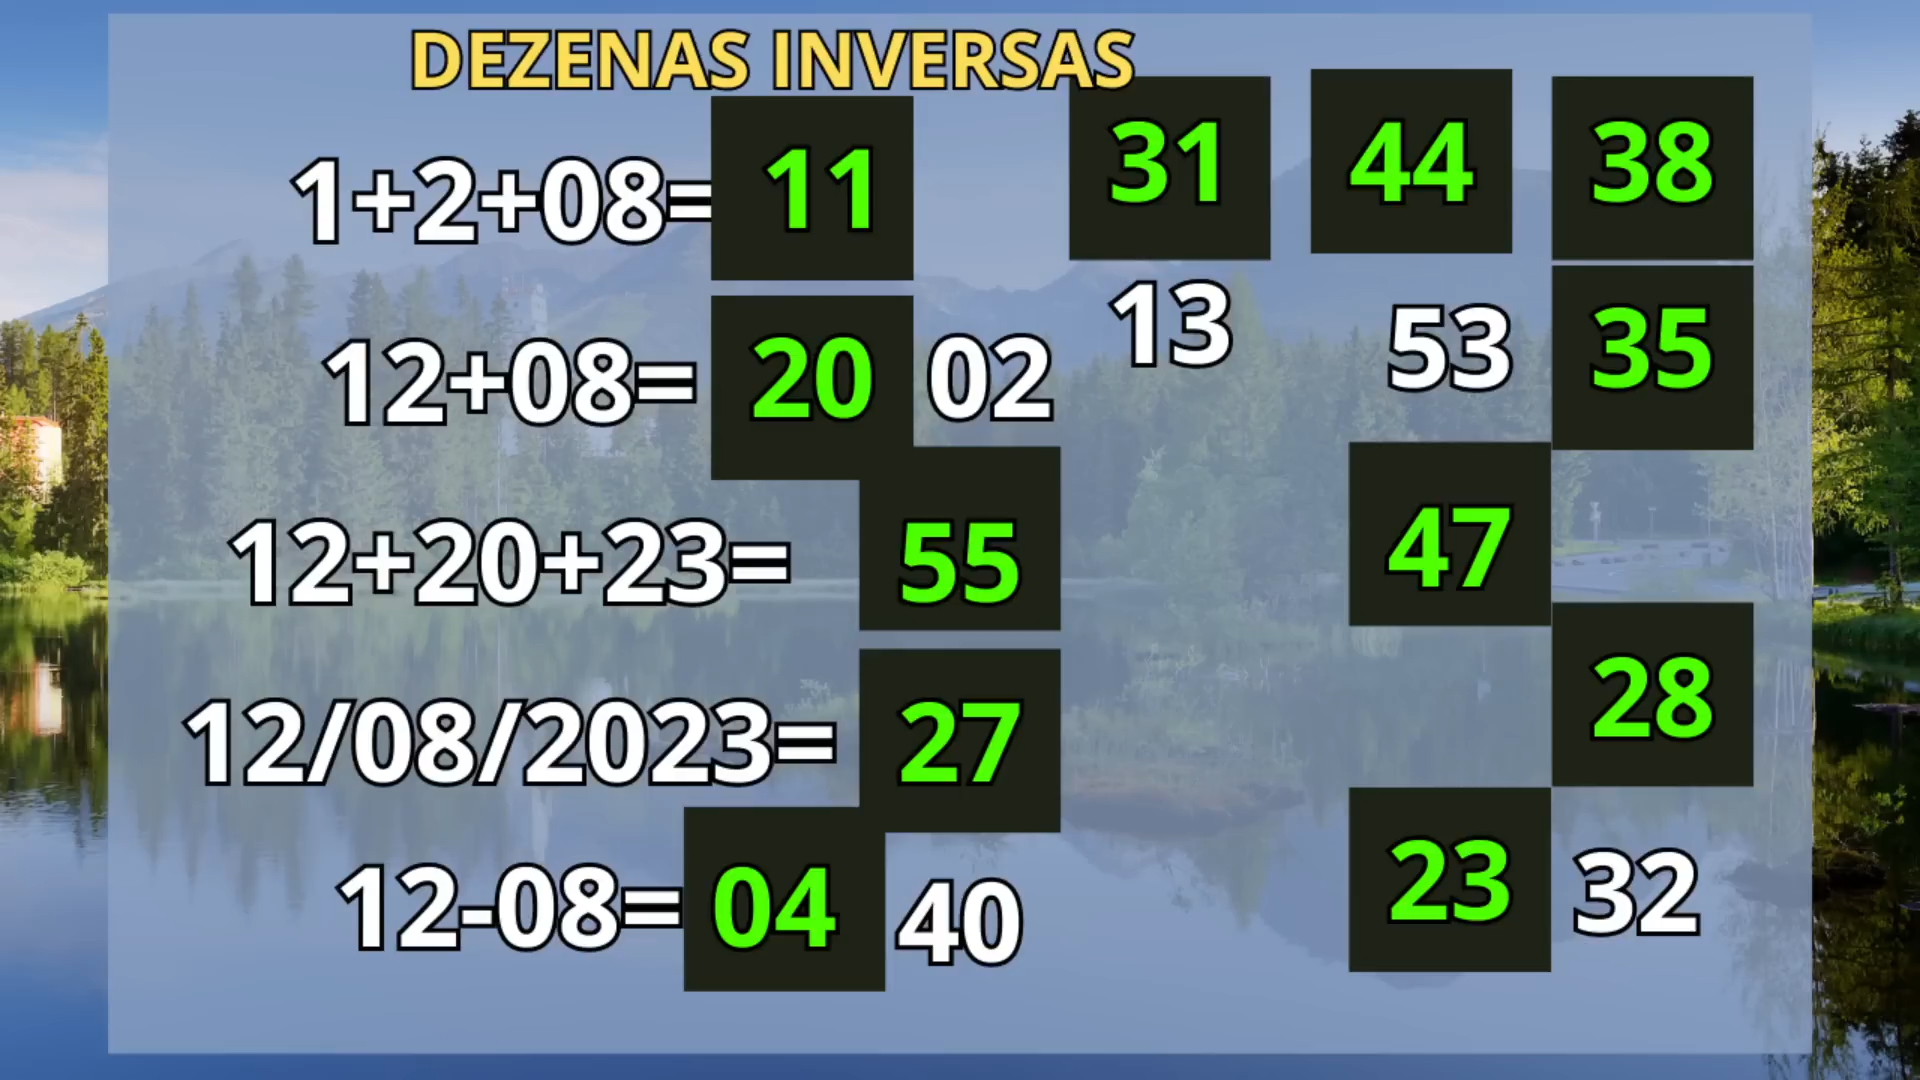 DEZENAS INVERSAS
1+2+08= 11 31 44 38
12+08= 20 02 13 53 35
12+20+23= 55 47
12/08/2023= 27 28
12-08= 04 40 23 32